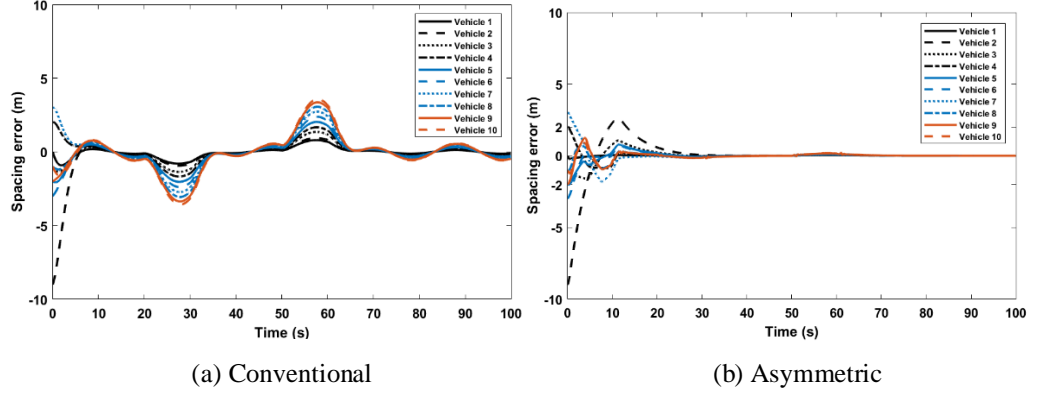 10
5
0
-5
-10
Spacing error (m)
0 10 20 30 40 50 60 70 80 90 100
Time (s)
Vehicle 1
Vehicle 2
Vehicle 3
Vehicle 4
Vehicle 5
Vehicle 6
Vehicle 7
Vehicle 8
Vehicle 9
Vehicle 10
(a) Conventional
10
5
2
0
-2
-5
-10
Spacing error (m)
0 10 20 30 40 50 60 70 80 90 100
Time (s)
Vehicle 1
Vehicle 2
Vehicle 3
Vehicle 4
Vehicle 5
Vehicle 6
Vehicle 7
Vehicle 8
Vehicle 9
Vehicle 10
(b) Asymmetric